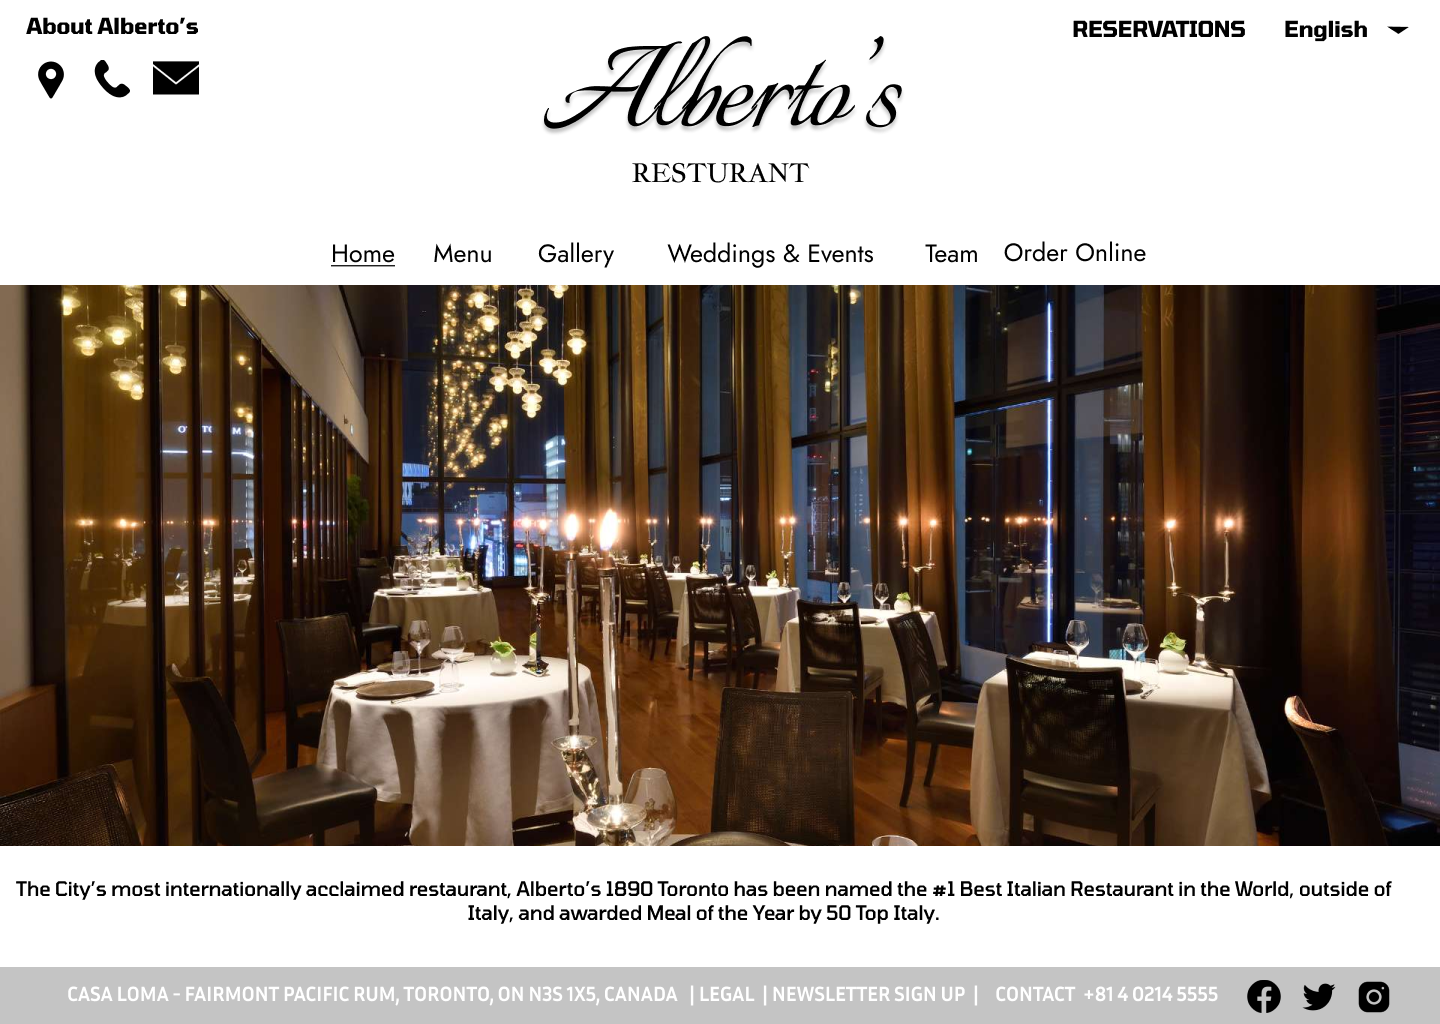 About Alberto's
RESERVATIONS
English
Alberto's
RESTURANT
Home
Menu
Gallery
Weddings & Events
Team
Order Online
The City's most internationally acclaimed restaurant, Alberto's 1890 Toronto has been named the #1 Best Italian Restaurant in the World, outside of
Italy, and awarded Meal of the Year by 50 Top Italy.
CASA LOMA - FAIRMONT PACIFIC RUM, TORONTO, ON N3S 1X5, CANADA | LEGAL | NEWSLETTER SIGN UP | CONTACT +81 4 0214 5555